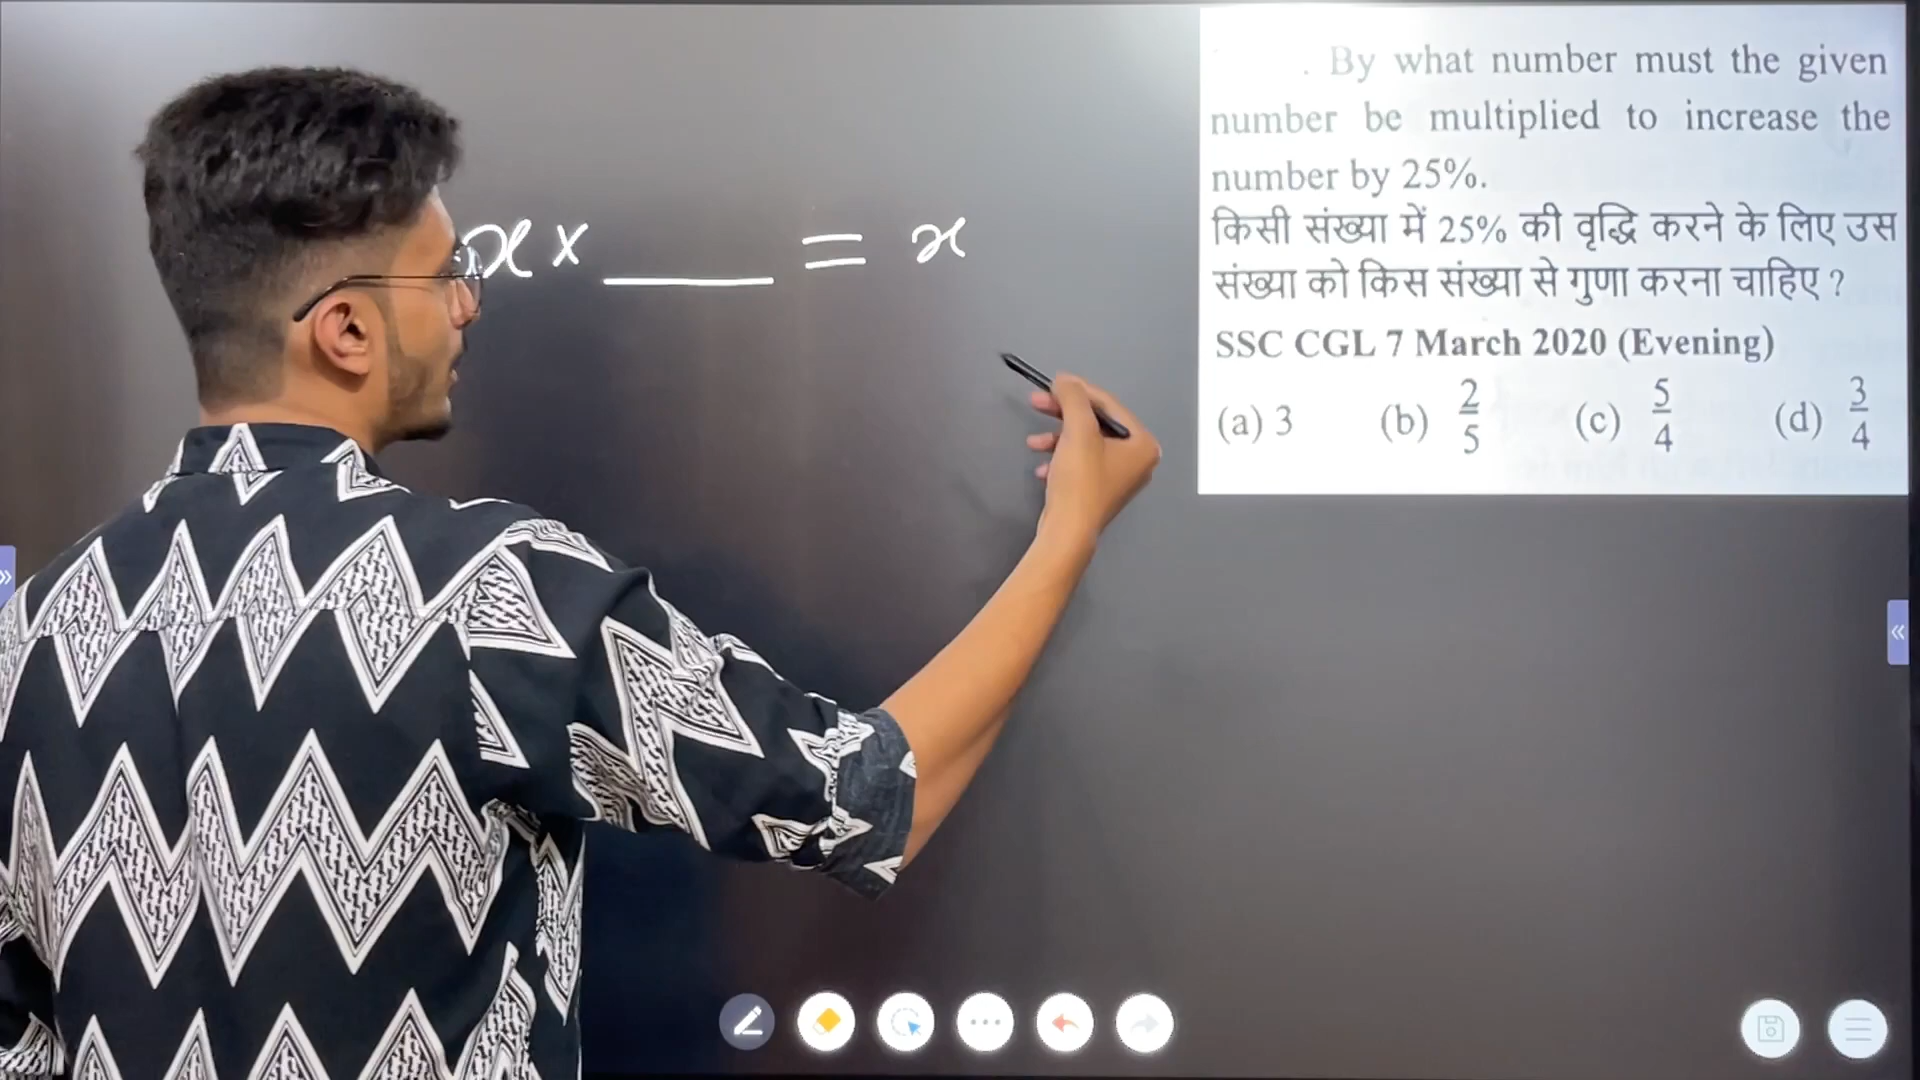 x × ____ = x
. By what number must the given
number be multiplied to increase the
number by 25%.
किसी संख्या में 25% की वृद्धि करने के लिए उस
संख्या को किस संख्या से गुणा करना चाहिए ?
SSC CGL 7 March 2020 (Evening)
(a) 3 (b) 2/5 (c) 5/4 (d) 3/4